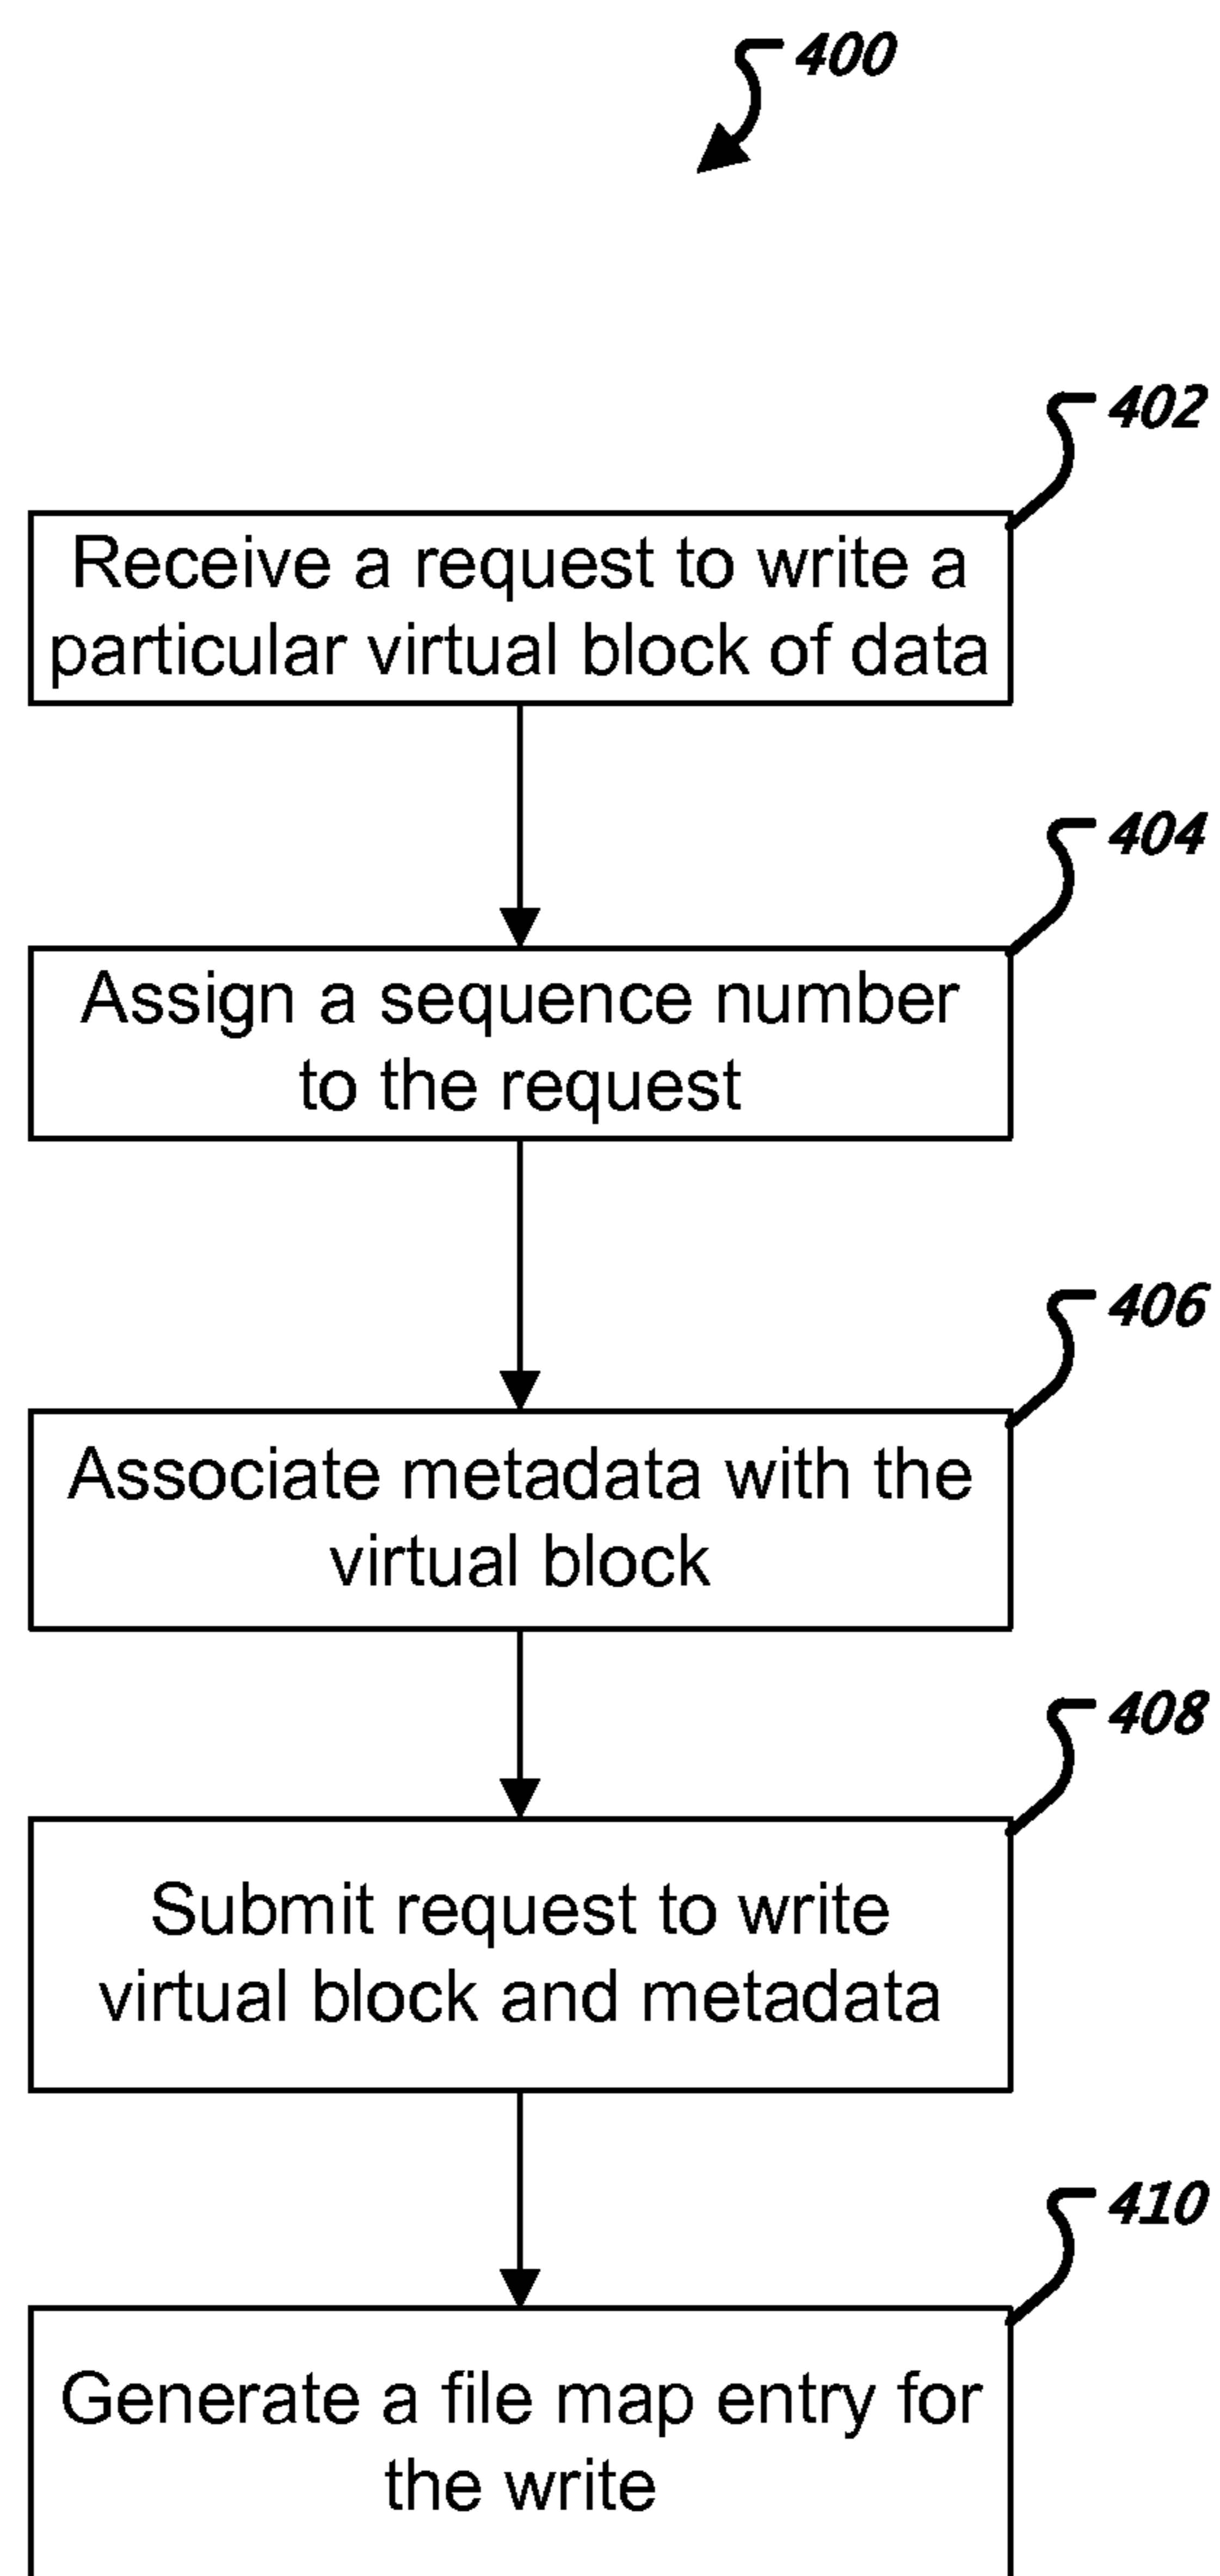 400
402
Receive a request to write a
particular virtual block of data
404
Assign a sequence number
to the request
406
Associate metadata with the
virtual block
408
Submit request to write
virtual block and metadata
410
Generate a file map entry for
the write